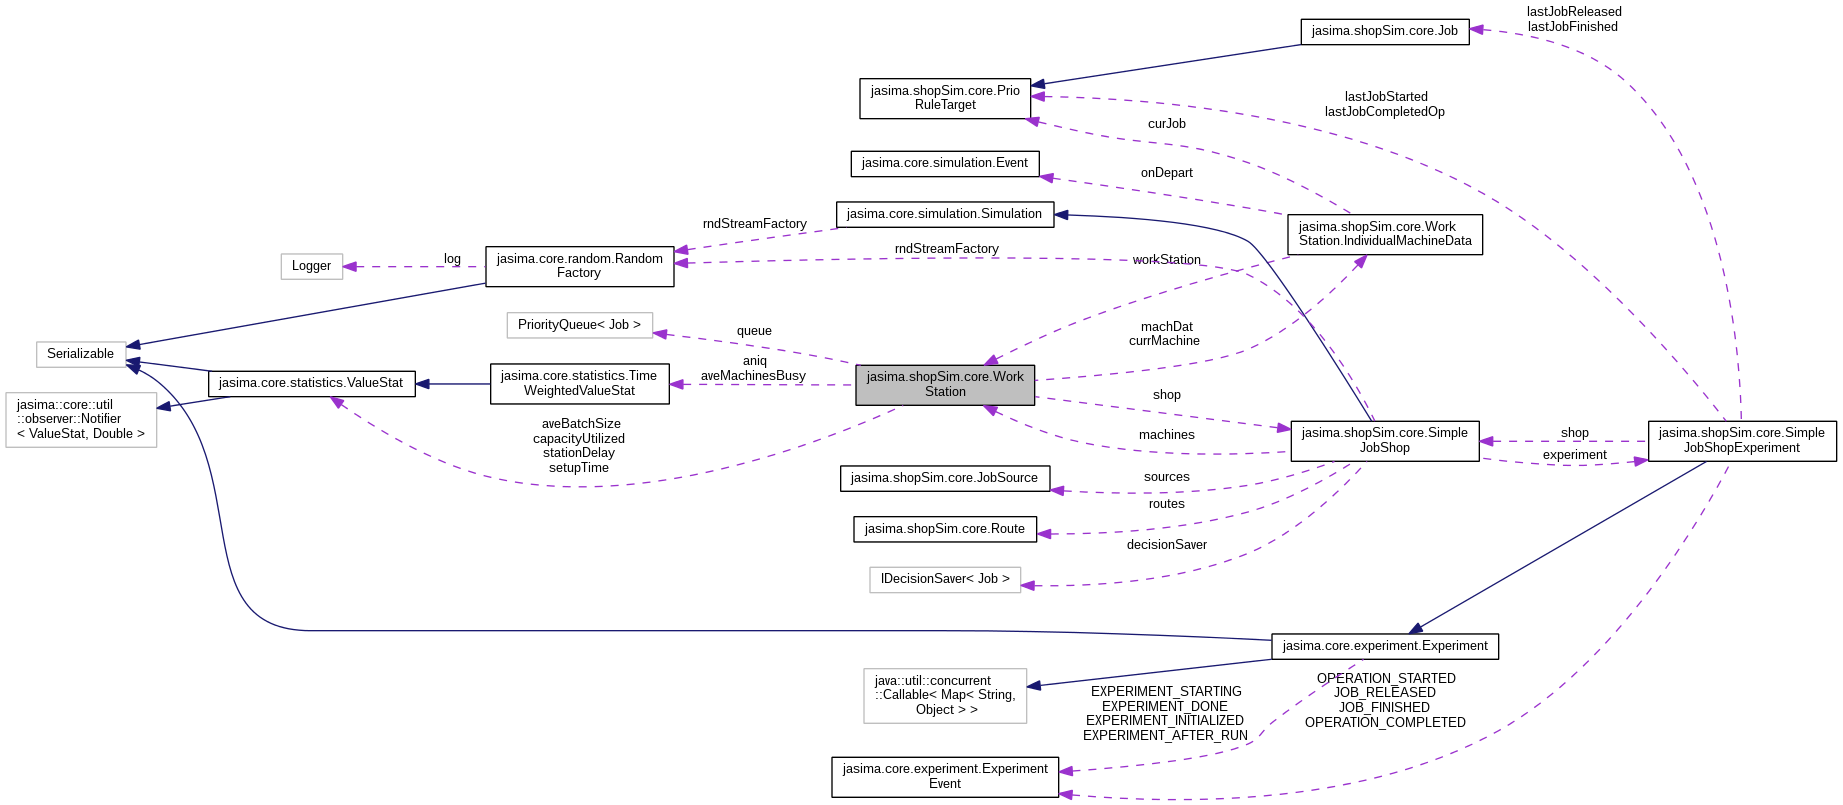 lastJobReleased
lastJobFinished
jasima.shopSim.core.Job
jasima.shopSim.core.Prio
RuleTarget
lastJobStarted
lastJobCompletedOp
curJob
jasima.core.simulation.Event
onDepart
jasima.core.simulation.Simulation
rndStreamFactory
jasima.shopSim.core.Work
Station.IndividualMachineData
rndStreamFactory
jasima.core.random.Random
Factory
log
Logger
workStation
PriorityQueue< Job >
queue
machDat
currMachine
Serializable
aniq
aveMachinesBusy
jasima.core.statistics.Time
WeightedValueStat
jasima.core.statistics.ValueStat
jasima.shopSim.core.Work
Station
shop
jasima::core::util
::observer::Notifier
< ValueStat, Double >
aveBatchSize
capacityUtilized
stationDelay
setupTime
machines
jasima.shopSim.core.Simple
JobShop
shop
experiment
jasima.shopSim.core.Simple
JobShopExperiment
jasima.shopSim.core.JobSource
sources
jasima.shopSim.core.Route
routes
decisionSaver
IDecisionSaver< Job >
jasima.core.experiment.Experiment
java::util::concurrent
::Callable< Map< String,
Object > >
EXPERIMENT_STARTING
EXPERIMENT_DONE
EXPERIMENT_INITIALIZED
EXPERIMENT_AFTER_RUN
OPERATION_STARTED
JOB_RELEASED
JOB_FINISHED
OPERATION_COMPLETED
jasima.core.experiment.Experiment
Event